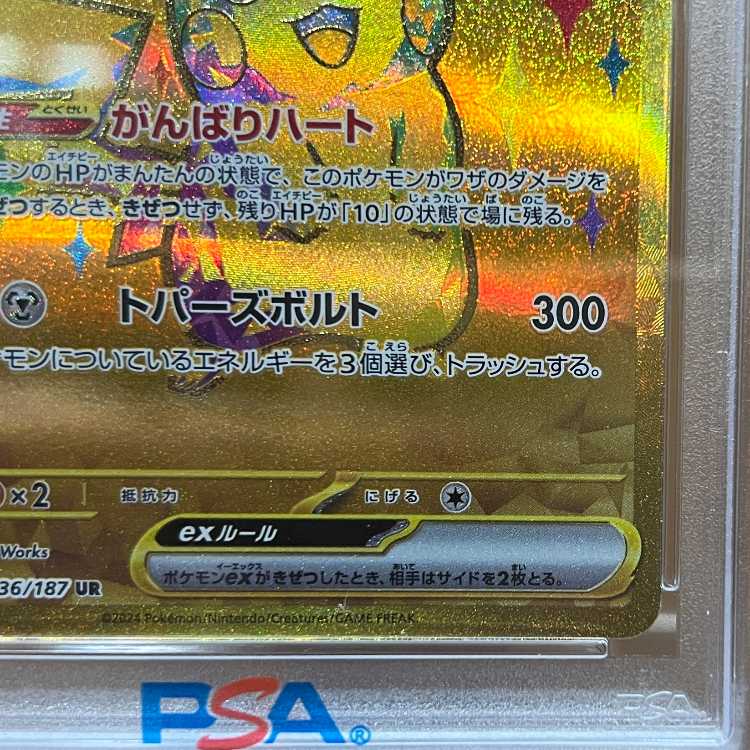 とくせい
がんばりハート
エイチピー じょうたい
モンのHPがまんたんの状態で、このポケモンがワザのダメージを
のこ エイチピー じょうたい ば のこ
ぜつするとき、きぜつせず、残りHPが「10」の状態で場に残る。
トパーズボルト 300
こ えら
モンについているエネルギーを3個選び、トラッシュする。
×2 抵抗力 にげる
exルール
Works
イーエックス あいて まい
ポケモンexがきぜつしたとき、相手はサイドを2枚とる。
36/187 UR
©2024 Pokémon/Nintendo/Creatures/GAME FREAK
PSA®
PSA